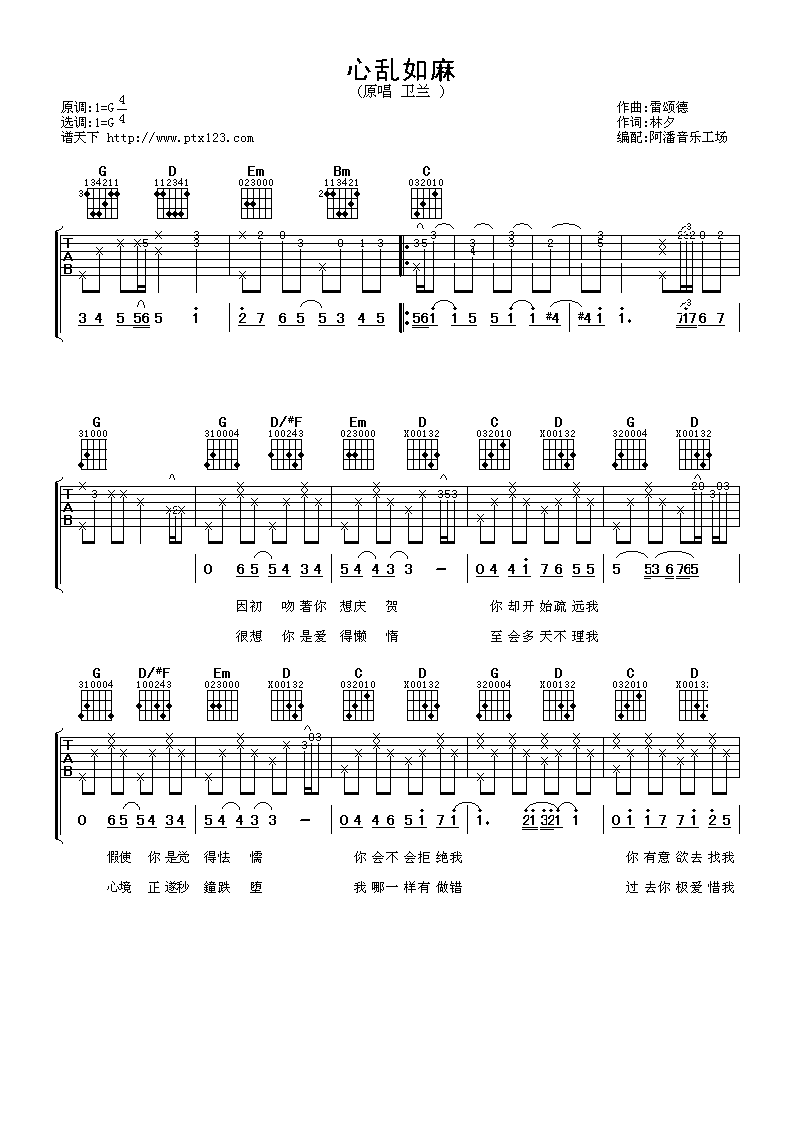 心乱如麻
(原唱 卫兰 )
原调:1=G 4
选调:1=G 4
谱天下 http://www.ptx123.com
作曲:雷颂德
作词:林夕
编配:阿潘音乐工场
G D Em Bm C
134211 112341 023000 113421 032010
3 2
T
A
B
3 4 5 56 5 1 2 7 6 5 5 3 4 5 561 1 5 5 1 1 #4 #4 1 1. 7176 7
G G D/#F Em D C D G D
31000 310004 100243 023000 X00132 032010 X00132 320004 X00132
T
A
B
0 65 54 34 54 43 3 - 04 41 76 55 5 53 6 765
因初 吻著你 想庆 贺 你却开始疏远我
很想 你是爱 得懒 惰 至会多天不理我
G D/#F Em D C D G D C D
310004 100243 023000 X00132 032010 X00132 320004 X00132 032010 X00132
T
A
B
0 65 54 34 54 43 3 - 04 46 51 71 1. 21 321 1 01 17 71 25
假使 你是觉 得怯 懦 你会不会拒绝我 你有意欲去找我
心境 正遂秒 鐘跌 堕 我哪一样有做错 过去你极爱惜我